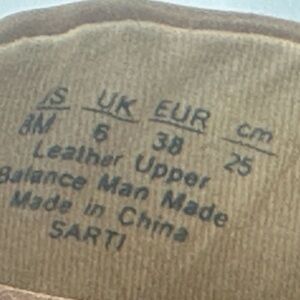 US UK EUR cm
8M 6 38 25
Leather Upper
Balance Man Made
Made in China
SARTI